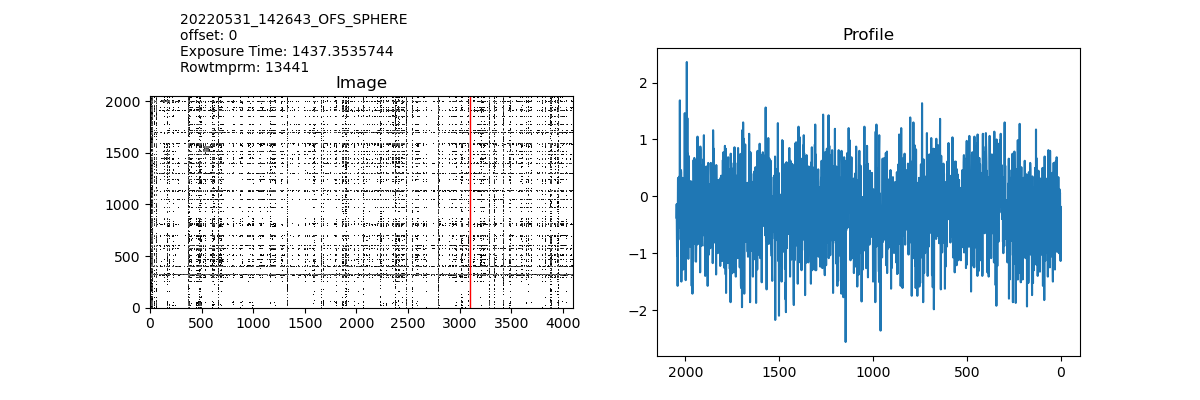 20220531_142643_OFS_SPHERE
offset: 0
Exposure Time: 1437.3535744
Rowtmprm: 13441
Image
Profile
2000
1500
1000
500
0
0 500 1000 1500 2000 2500 3000 3500 4000
2
1
0
−1
−2
2000 1500 1000 500 0